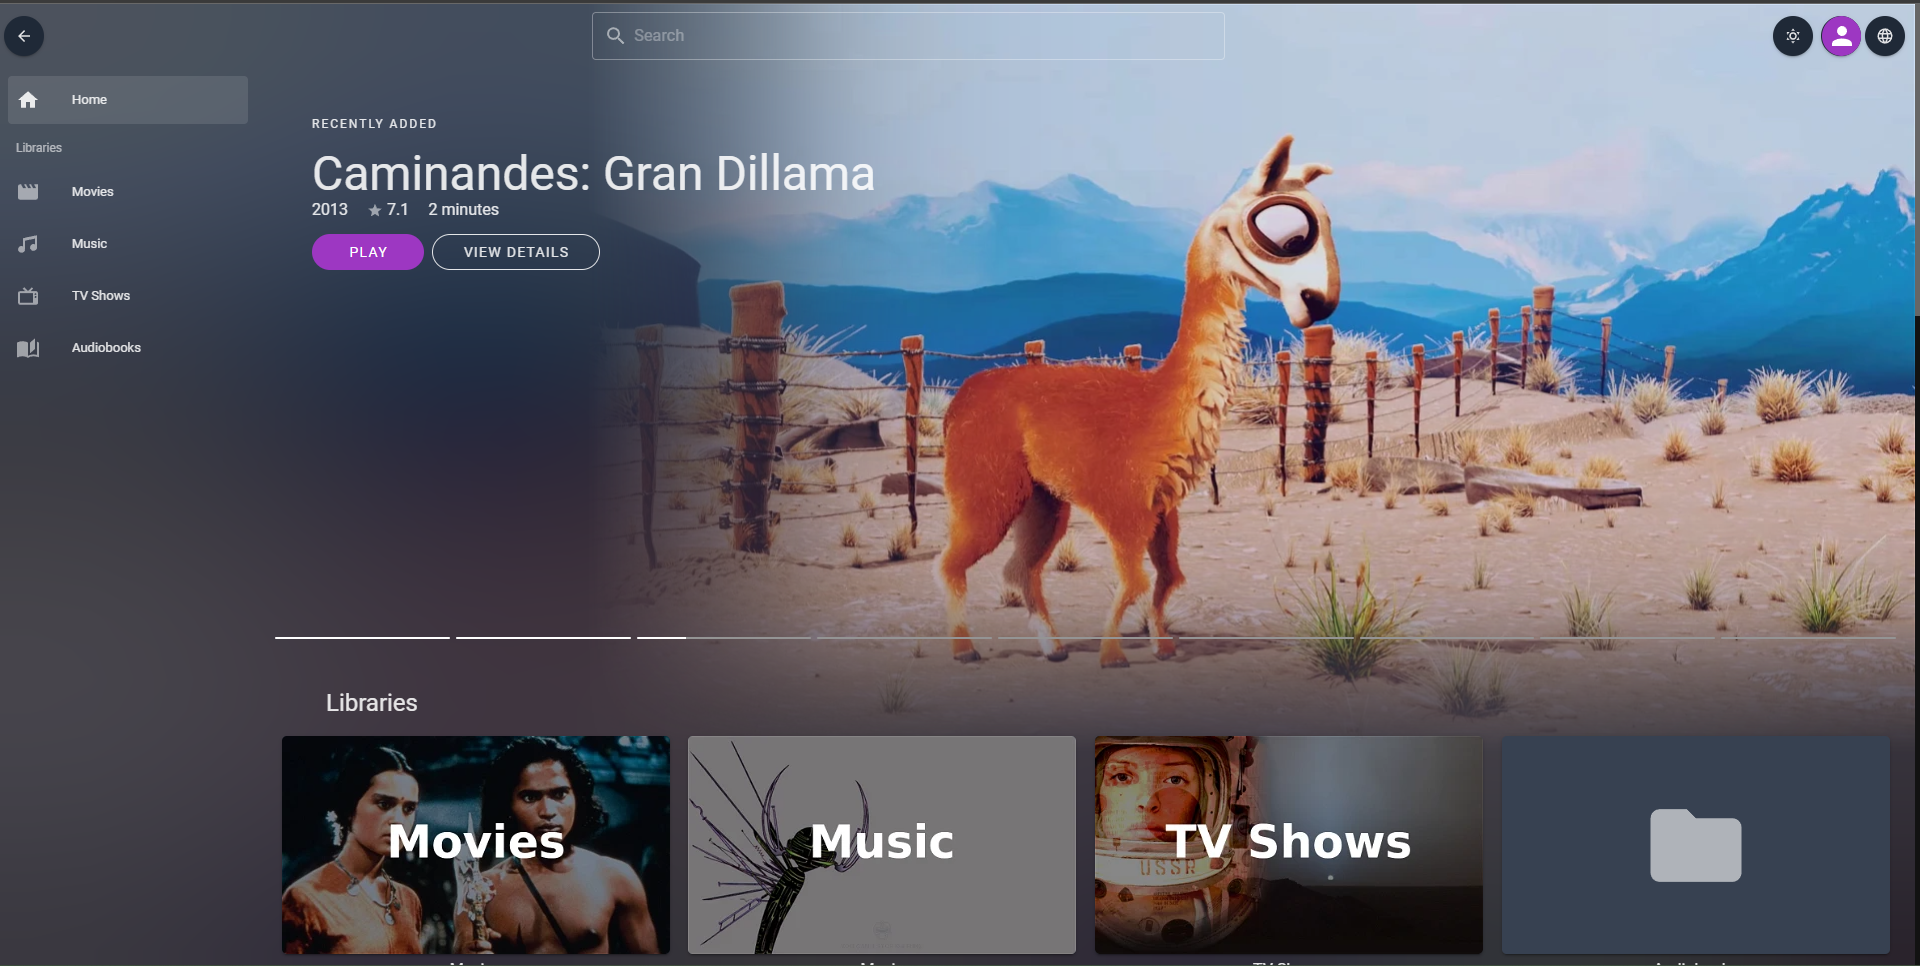 Search
Home
Libraries
Movies
Music
TV Shows
Audiobooks
RECENTLY ADDED
Caminandes: Gran Dillama
2013 7.1 2 minutes
PLAY VIEW DETAILS
Libraries
Movies
Music
TV Shows
USSR